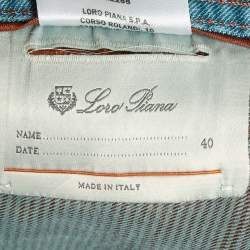 LORO PIANA S.P.A.
CORSO ROLANDI, 10
Loro Piana
NAME
DATE 40
MADE IN ITALY